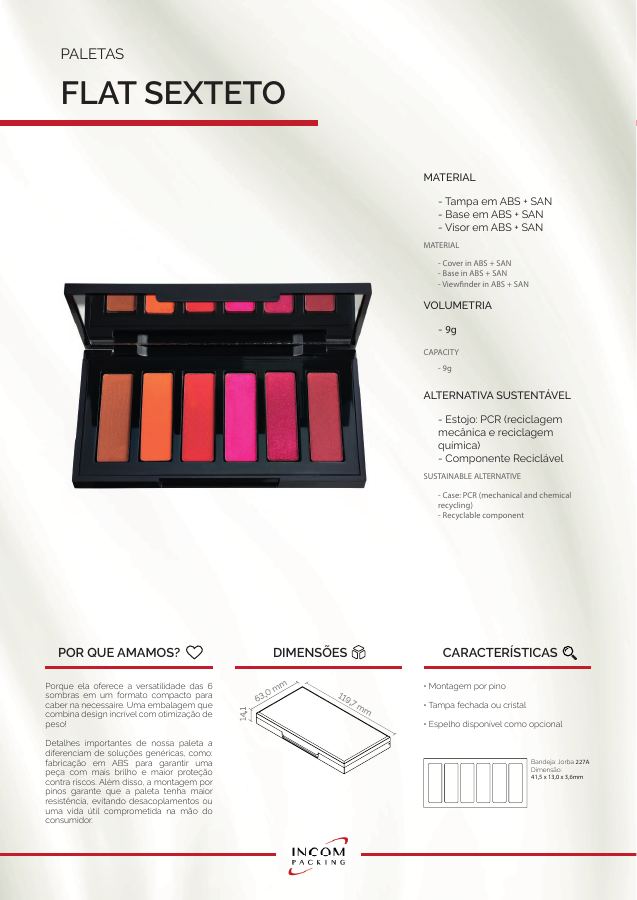 PALETAS
FLAT SEXTETO
MATERIAL
- Tampa em ABS + SAN
- Base em ABS + SAN
- Visor em ABS + SAN
MATERIAL
- Cover in ABS + SAN
- Base in ABS + SAN
- Viewfinder in ABS + SAN
VOLUMETRIA
- 9g
CAPACITY
- 9g
ALTERNATIVA SUSTENTÁVEL
- Estojo: PCR (reciclagem
mecânica e reciclagem
química)
- Componente Reciclável
SUSTAINABLE ALTERNATIVE
- Case: PCR (mechanical and chemical
recycling)
- Recyclable component
POR QUE AMAMOS?
Porque ela oferece a versatilidade das 6
sombras em um formato compacto para
caber na necessaire. Uma embalagem que
combina design incrível com otimização de
peso!
Detalhes importantes de nossa paleta a
diferenciam de soluções genéricas, como:
fabricação em ABS para garantir uma
peça com mais brilho e maior proteção
contra riscos. Além disso, a montagem por
pinos garante que a paleta tenha maior
resistência, evitando desacoplamentos ou
uma vida útil comprometida na mão do
consumidor.
DIMENSÕES
14,1
63,0 mm
119,7 mm
CARACTERÍSTICAS
• Montagem por pino
• Tampa fechada ou cristal
• Espelho disponível como opcional
Bandeja: Jorba 227A
Dimensão:
41,5 x 13,0 x 3,6mm
INCOM
PACKING